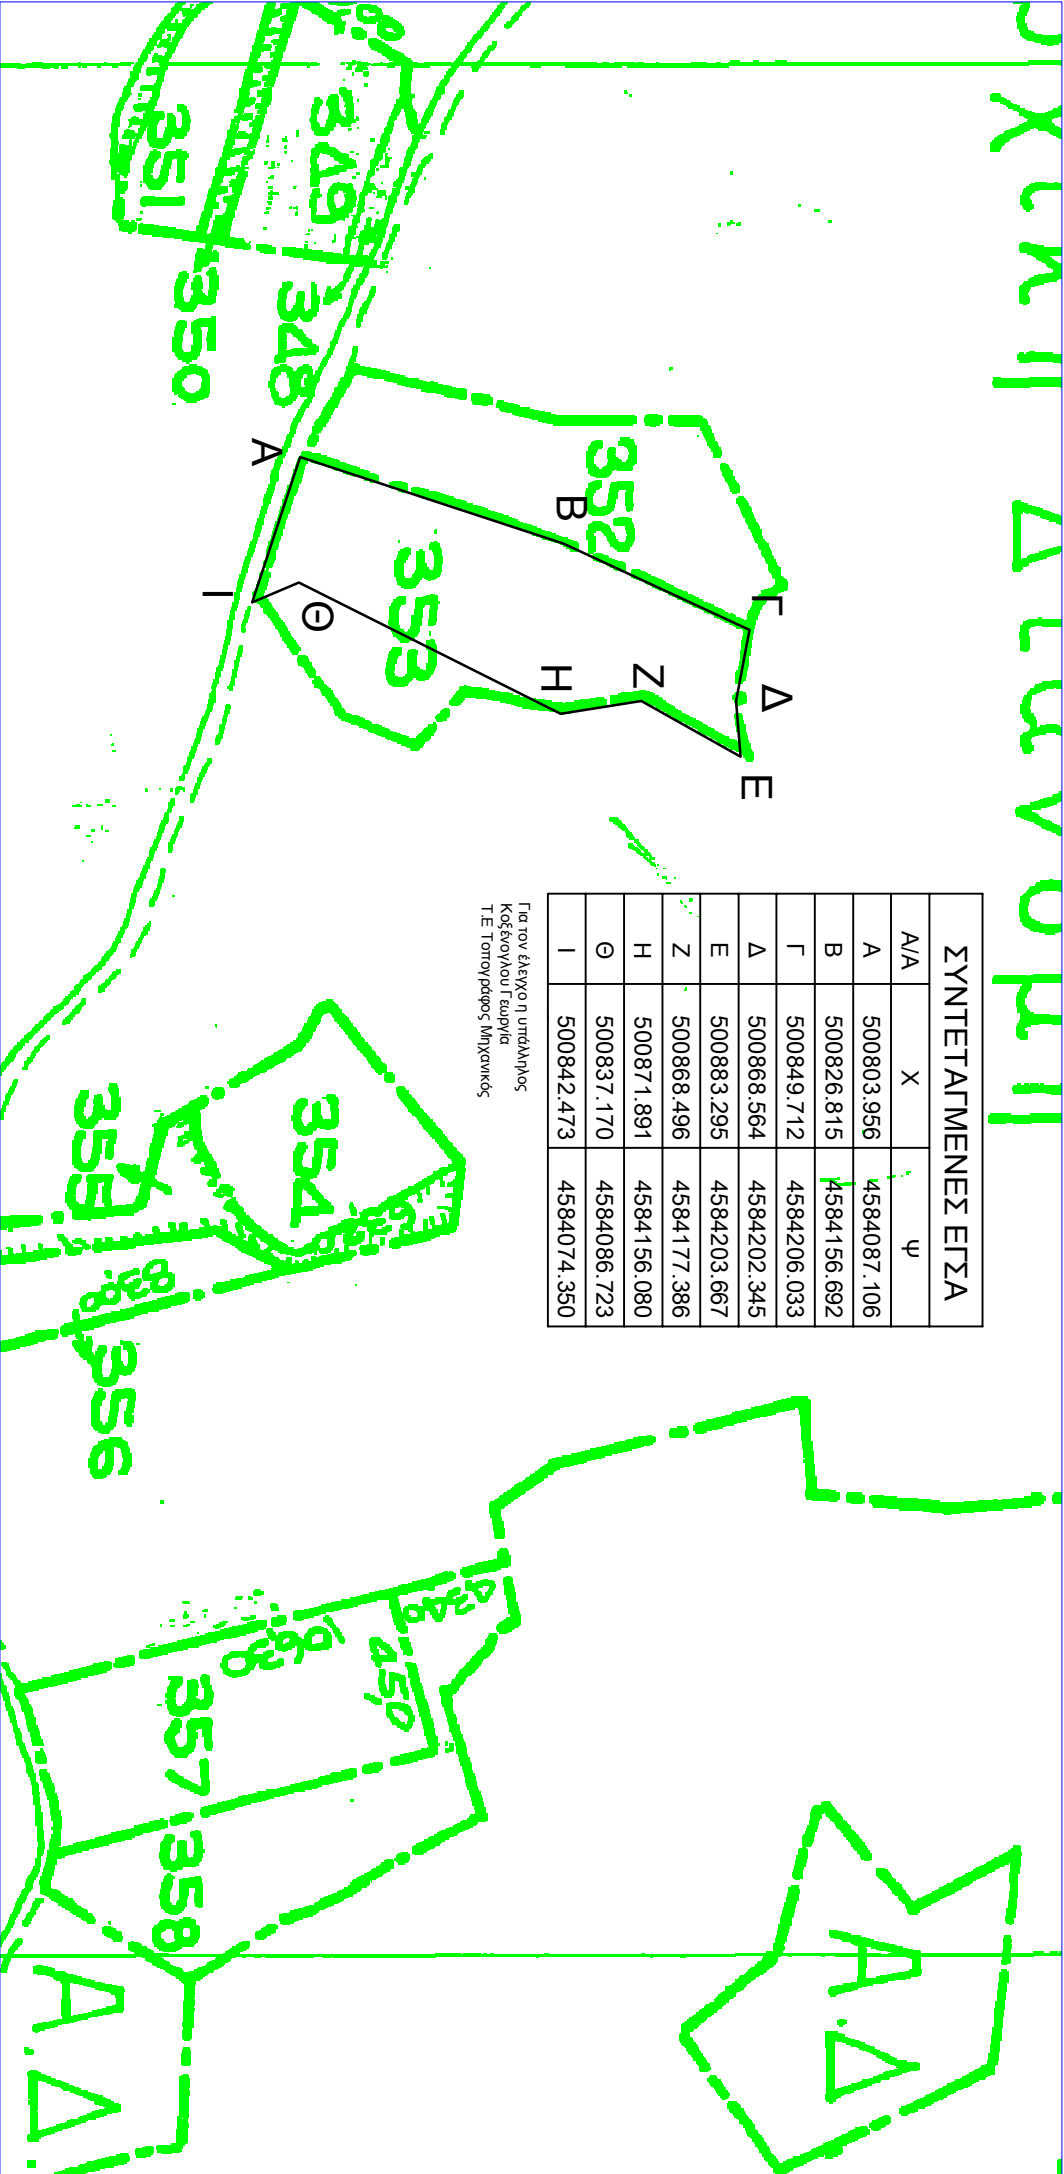 Διανομή
349
351
350
348
352
353
Α
Β
Γ
Δ
Ε
Ζ
Η
Θ
Ι
ΣΥΝΤΕΤΑΓΜΕΝΕΣ ΕΓΣΑ
Α/Α Χ Ψ
Α 500803.956 4584087.106
Β 500826.815 4584156.692
Γ 500849.712 4584206.033
Δ 500868.564 4584202.345
Ε 500883.295 4584203.667
Ζ 500868.496 4584177.386
Η 500871.891 4584156.080
Θ 500837.170 4584086.723
Ι 500842.473 4584074.350
Για τον έλεγχο η υπάλληλος
Κοξένογλου Γεωργία
Τ.Ε Τοπογράφος Μηχανικός
354
355
356
450
357
358
Α.Δ
Α.Δ.